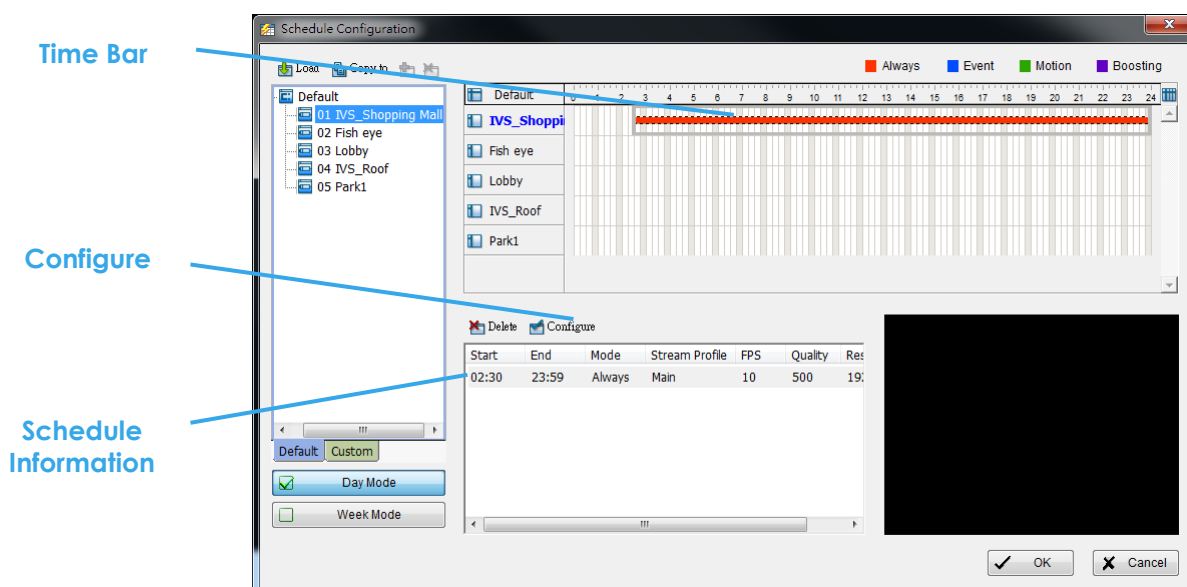 Schedule Configuration
Time Bar
Load Copy to
Always Event Motion Boosting
Default
01 IVS_Shopping Mall
02 Fish eye
03 Lobby
04 IVS_Roof
05 Park1
Default 0 1 2 3 4 5 6 7 8 9 10 11 12 13 14 15 16 17 18 19 20 21 22 23 24
IVS_Shoppi
Fish eye
Lobby
IVS_Roof
Park1
Configure
Delete Configure
Start End Mode Stream Profile FPS Quality Res
02:30 23:59 Always Main 10 500 192
Schedule
Information
Default Custom
Day Mode
Week Mode
OK Cancel